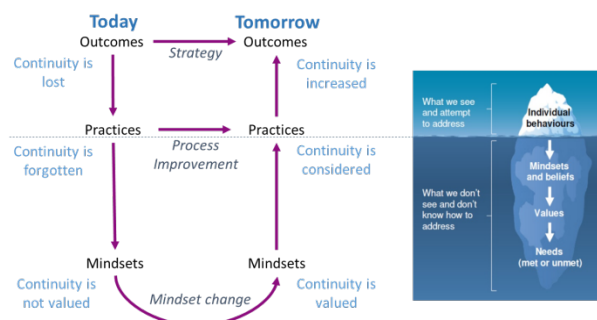 Today
Tomorrow
Outcomes
Outcomes
Strategy
Continuity is
lost
Continuity is
increased
Practices
Practices
Process
Improvement
Continuity is
forgotten
Continuity is
considered
Mindsets
Mindsets
Continuity is
not valued
Mindset change
Continuity is
valued
What we see
and attempt
to address
Individual
behaviours
What we don't
see and don't
know how to
address
Mindsets
and beliefs
Values
Needs
(met or unmet)